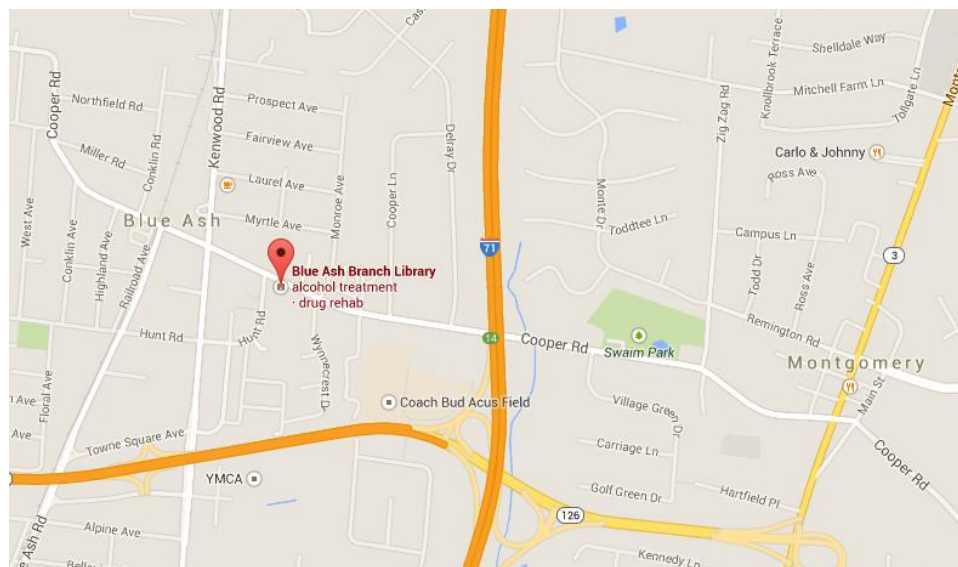 Shelldale Way
Knollbrook Terrace
Cooper Rd
Northfield Rd
Prospect Ave
Zig Zag Rd
Mitchell Farm Ln
Tollgate Ln
Kenwood Rd
Conklin Rd
Fairview Ave
Delray Dr
Miller Rd
Carlo & Johnny
Laurel Ave
Monroe Ave
Cooper Ln
Monte Dr
Ross Ave
West Ave
Conklin Ave
Highland Ave
Railroad Ave
Blue Ash
Myrtle Ave
Toddtee Ln
Campus Ln
71
3
Todd Dr
Ross Ave
Blue Ash Branch Library
alcohol treatment
· drug rehab
Hunt Rd
Hunt Rd
Wynnecrest Dr
14
Cooper Rd
Swaim Park
Remington Rd
Montgomery
Main St
Floral Ave
Coach Bud Acus Field
Village Green Dr
Ave
Towne Square Ave
Carriage Ln
Cooper Rd
YMCA
Golf Green Dr
Hartfield Pl
126
Alpine Ave
Ash Rd
Kennedy Ln